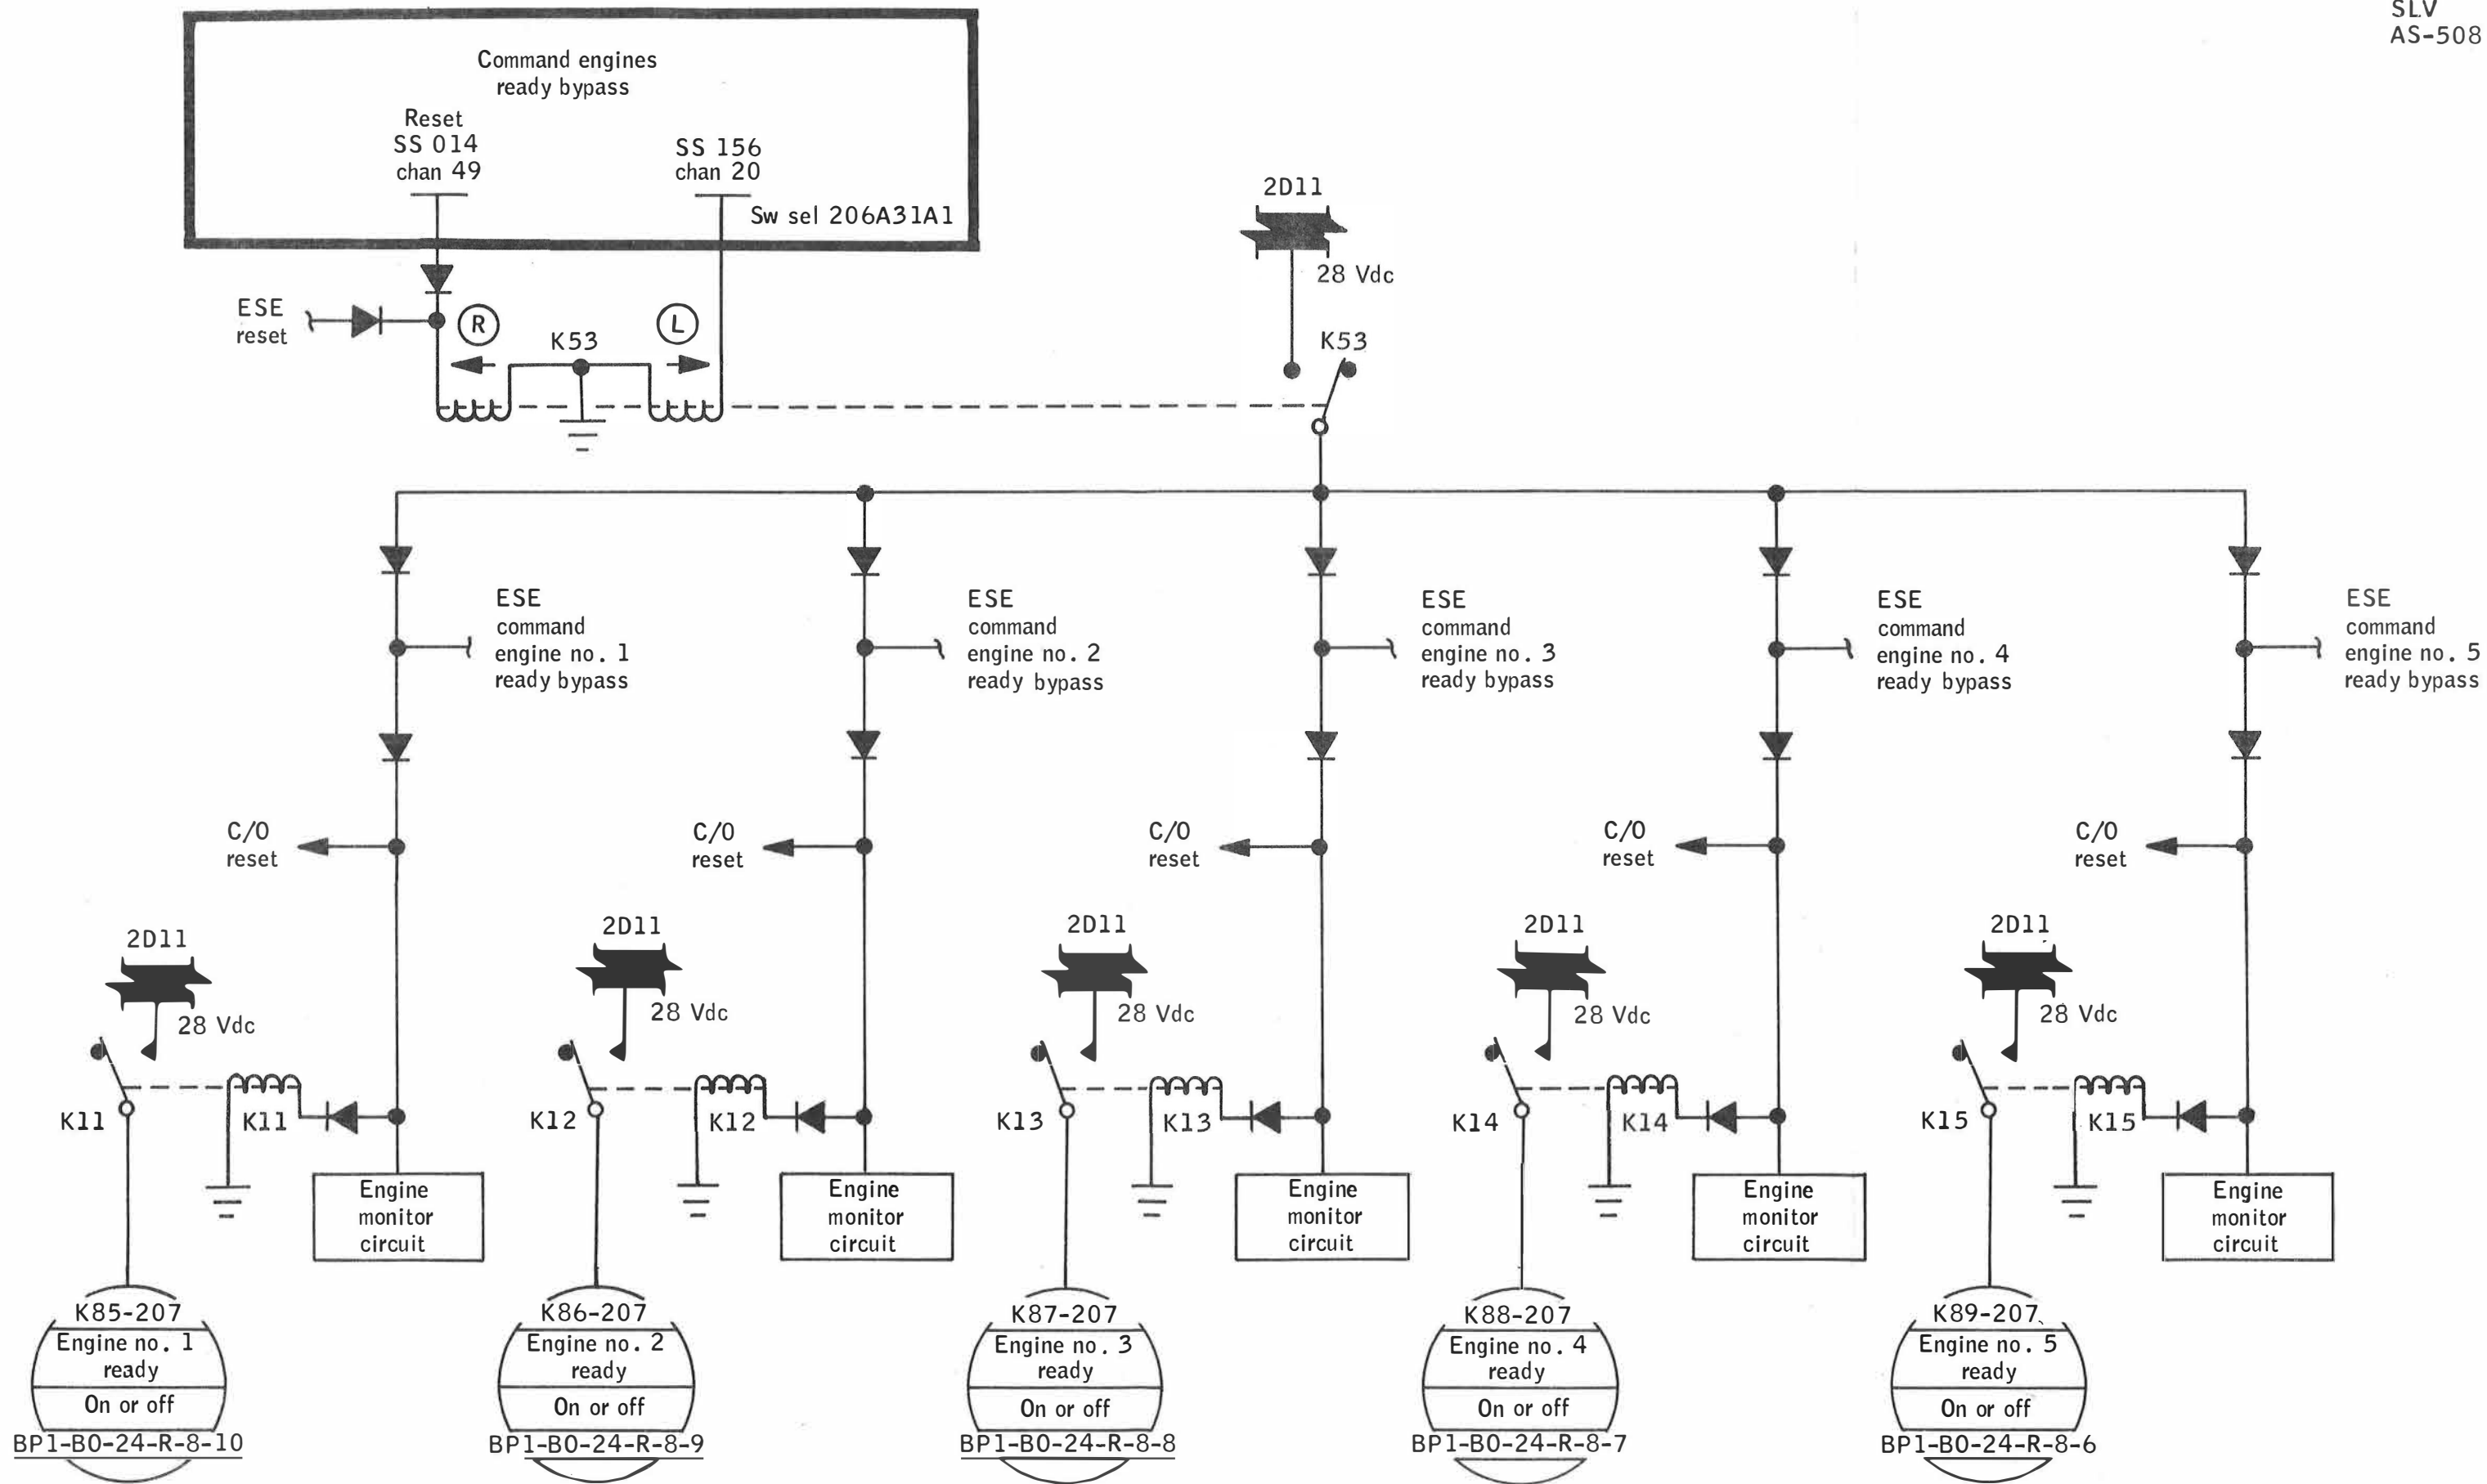 SLV
AS-508
Command engines
ready bypass
Reset
SS 014
chan 49
SS 156
chan 20
Sw sel 206A31A1
2D11
28 Vdc
ESE
reset
R
K53
L
K53
ESE
command
engine no. 1
ready bypass
ESE
command
engine no. 2
ready bypass
ESE
command
engine no. 3
ready bypass
ESE
command
engine no. 4
ready bypass
ESE
command
engine no. 5
ready bypass
C/O
reset
C/O
reset
C/O
reset
C/O
reset
C/O
reset
2D11
28 Vdc
K11
K11
2D11
28 Vdc
K12
K12
2D11
28 Vdc
K13
K13
2D11
28 Vdc
K14
K14
2D11
28 Vdc
K15
K15
Engine
monitor
circuit
Engine
monitor
circuit
Engine
monitor
circuit
Engine
monitor
circuit
Engine
monitor
circuit
K85-207
Engine no. 1
ready
On or off
BP1-B0-24-R-8-10
K86-207
Engine no. 2
ready
On or off
BP1-B0-24-R-8-9
K87-207
Engine no. 3
ready
On or off
BP1-B0-24-R-8-8
K88-207
Engine no. 4
ready
On or off
BP1-B0-24-R-8-7
K89-207
Engine no. 5
ready
On or off
BP1-B0-24-R-8-6